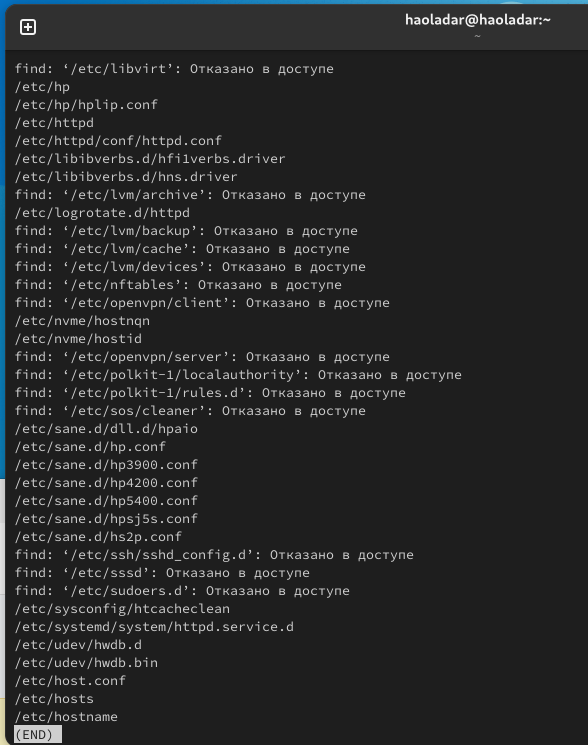 haoladar@haoladar:~
~
find: ‘/etc/libvirt’: Отказано в доступе
/etc/hp
/etc/hp/hplip.conf
/etc/httpd
/etc/httpd/conf/httpd.conf
/etc/libibverbs.d/hfi1verbs.driver
/etc/libibverbs.d/hns.driver
find: ‘/etc/lvm/archive’: Отказано в доступе
/etc/logrotate.d/httpd
find: ‘/etc/lvm/backup’: Отказано в доступе
find: ‘/etc/lvm/cache’: Отказано в доступе
find: ‘/etc/lvm/devices’: Отказано в доступе
find: ‘/etc/nftables’: Отказано в доступе
find: ‘/etc/openvpn/client’: Отказано в доступе
/etc/nvme/hostnqn
/etc/nvme/hostid
find: ‘/etc/openvpn/server’: Отказано в доступе
find: ‘/etc/polkit-1/localauthority’: Отказано в доступе
find: ‘/etc/polkit-1/rules.d’: Отказано в доступе
find: ‘/etc/sos/cleaner’: Отказано в доступе
/etc/sane.d/dll.d/hpaio
/etc/sane.d/hp.conf
/etc/sane.d/hp3900.conf
/etc/sane.d/hp4200.conf
/etc/sane.d/hp5400.conf
/etc/sane.d/hpsj5s.conf
/etc/sane.d/hs2p.conf
find: ‘/etc/ssh/sshd_config.d’: Отказано в доступе
find: ‘/etc/sssd’: Отказано в доступе
find: ‘/etc/sudoers.d’: Отказано в доступе
/etc/sysconfig/htcacheclean
/etc/systemd/system/httpd.service.d
/etc/udev/hwdb.d
/etc/udev/hwdb.bin
/etc/host.conf
/etc/hosts
/etc/hostname
(END)